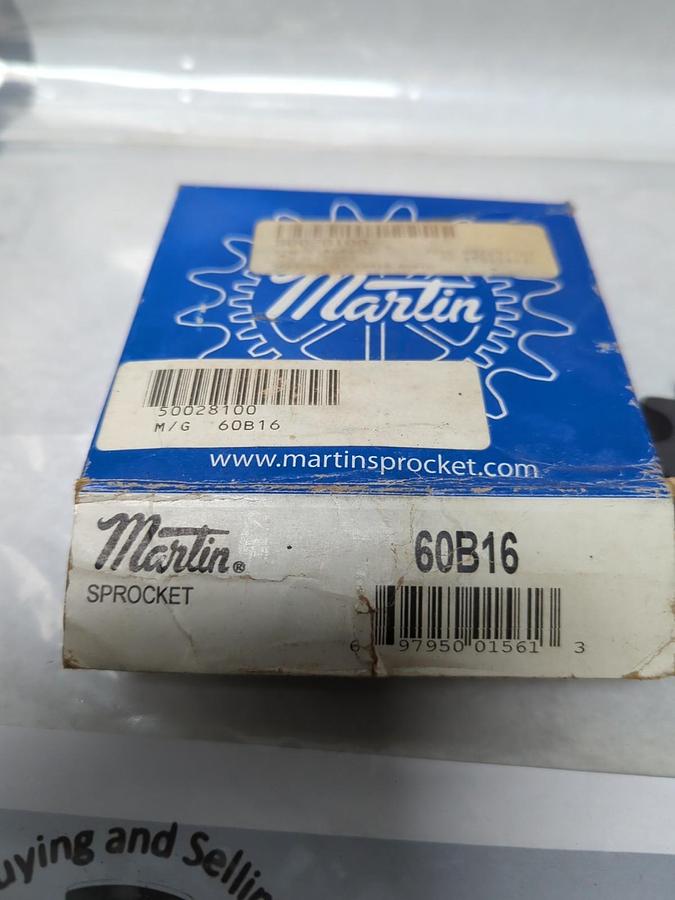 Martin
50028100
M/G 60B16
www.martinsprocket.com
Martin®
SPROCKET
60B16
6 97950 01561 3
uying and Sellin